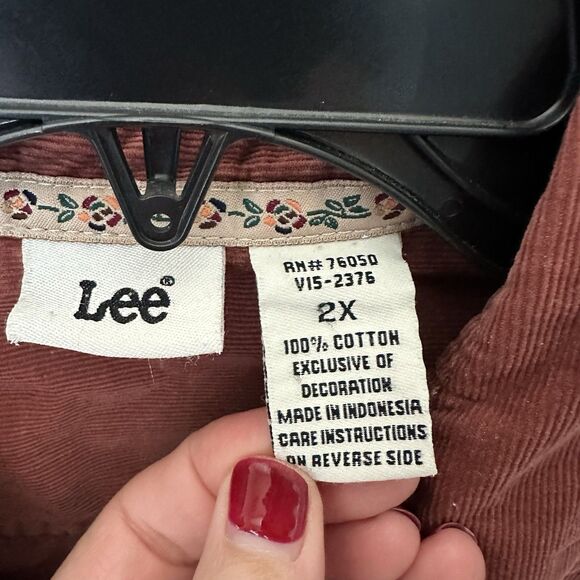 Lee®
RN# 76050
V15-2376
2X
100% COTTON
EXCLUSIVE OF
DECORATION
MADE IN INDONESIA
CARE INSTRUCTIONS
ON REVERSE SIDE